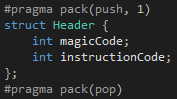 #pragma pack(push, 1)
struct Header {
    int magicCode;
    int instructionCode;
};
#pragma pack(pop)